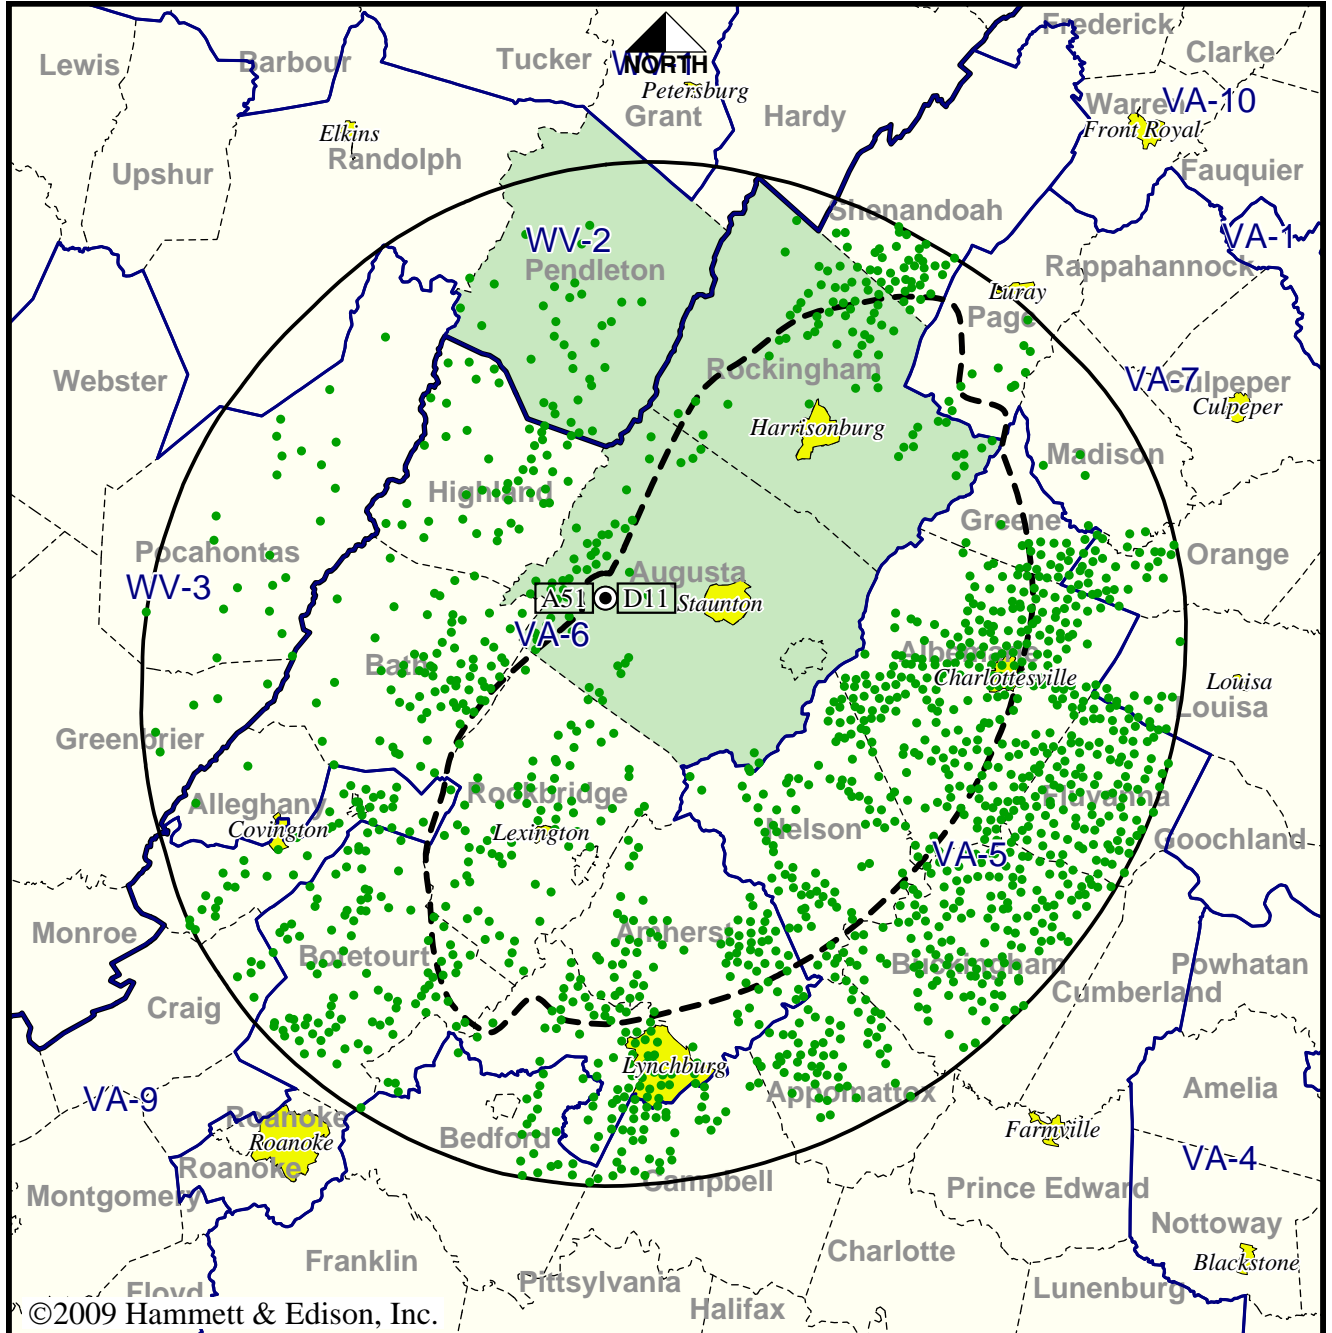 Frederick
Lewis
Barbour
Tucker
Clarke
WV-1
NORTH
Petersburg
Grant
Hardy
Warren
VA-10
Front Royal
Elkins
Randolph
Upshur
Fauquier
Shenandoah
WV-2
Pendleton
VA-1
Rappahannock
Luray
Page
Webster
Rockingham
VA-7
Culpeper
Culpeper
Harrisonburg
Madison
Highland
Greene
Pocahontas
Orange
WV-3
Augusta
A51
D11
Staunton
VA-6
Bath
Albemarle
Charlottesville
Louisa
Louisa
Greenbrier
Alleghany
Covington
Rockbridge
Lexington
Nelson
Fluvanna
Goochland
VA-5
Monroe
Amherst
Botetourt
Buckingham
Powhatan
Cumberland
Craig
Lynchburg
VA-9
Appomattox
Amelia
Roanoke
Roanoke
Roanoke
Bedford
Farmville
VA-4
Montgomery
Campbell
Prince Edward
Nottoway
Franklin
Charlotte
Blackstone
Floyd
Pittsylvania
Halifax
Lunenburg
©2009 Hammett & Edison, Inc.